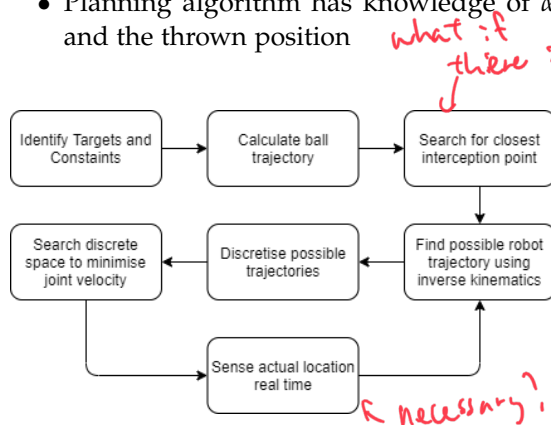 • Planning algorithm has knowledge of
and the thrown position
what if
there
Identify Targets and
Constaints
Calculate ball
trajectory
Search for closest
interception point
Search discrete
space to minimise
joint velocity
Discretise possible
trajectories
Find possible robot
trajectory using
inverse kinematics
Sense actual location
real time
necessary?